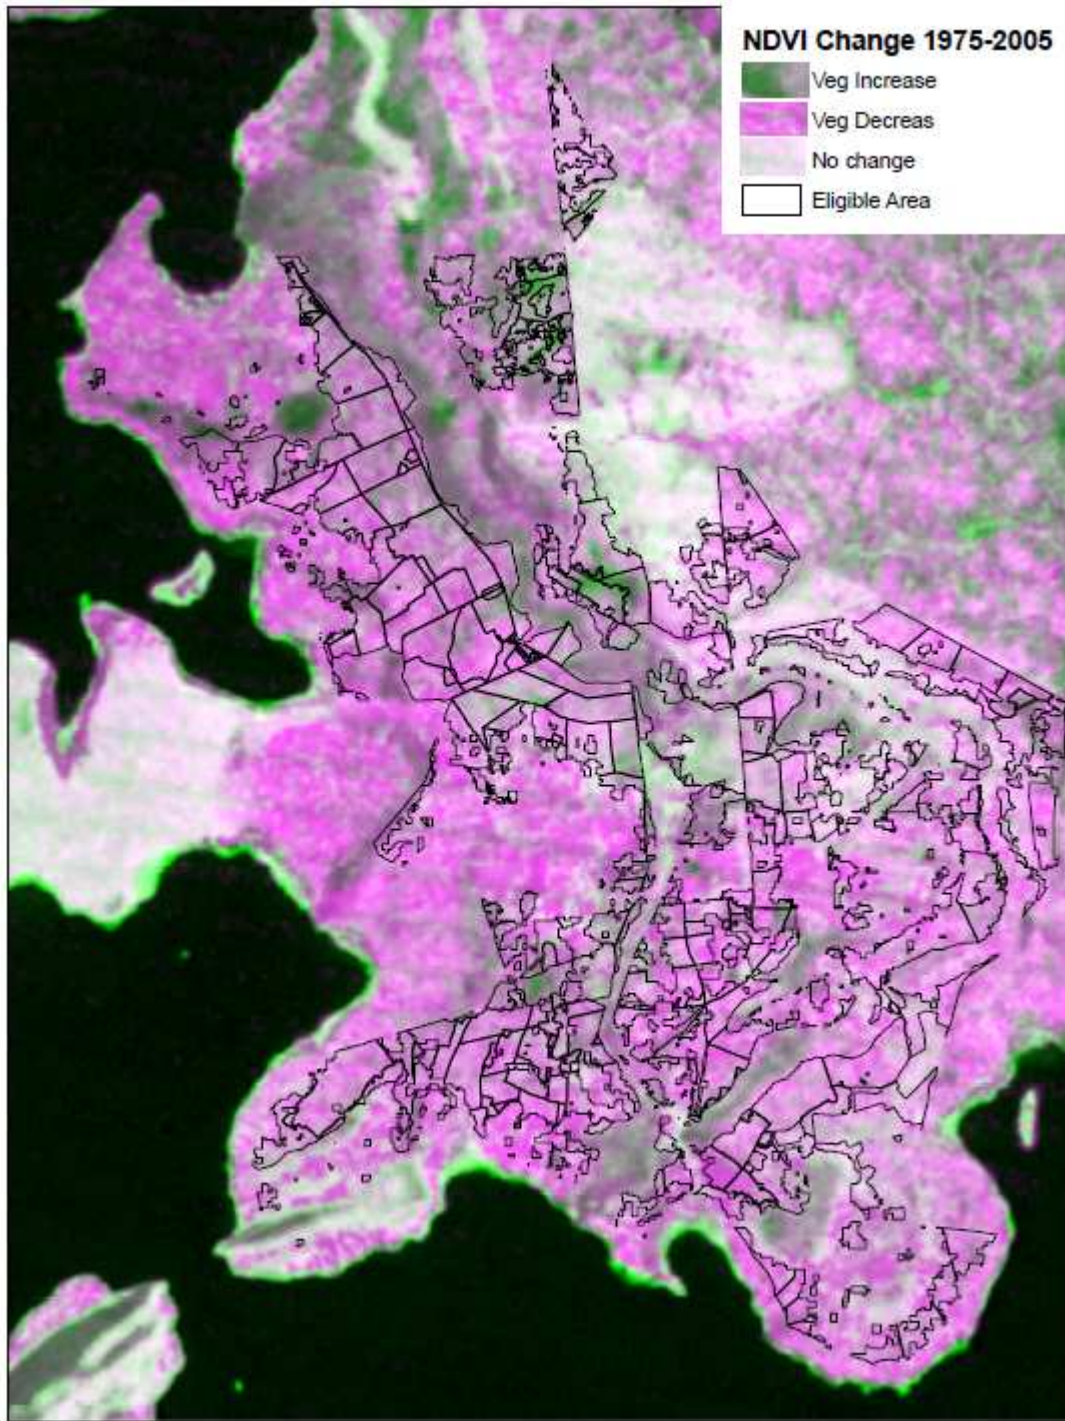 NDVI Change 1975-2005
Veg Increase
Veg Decreas
No change
Eligible Area